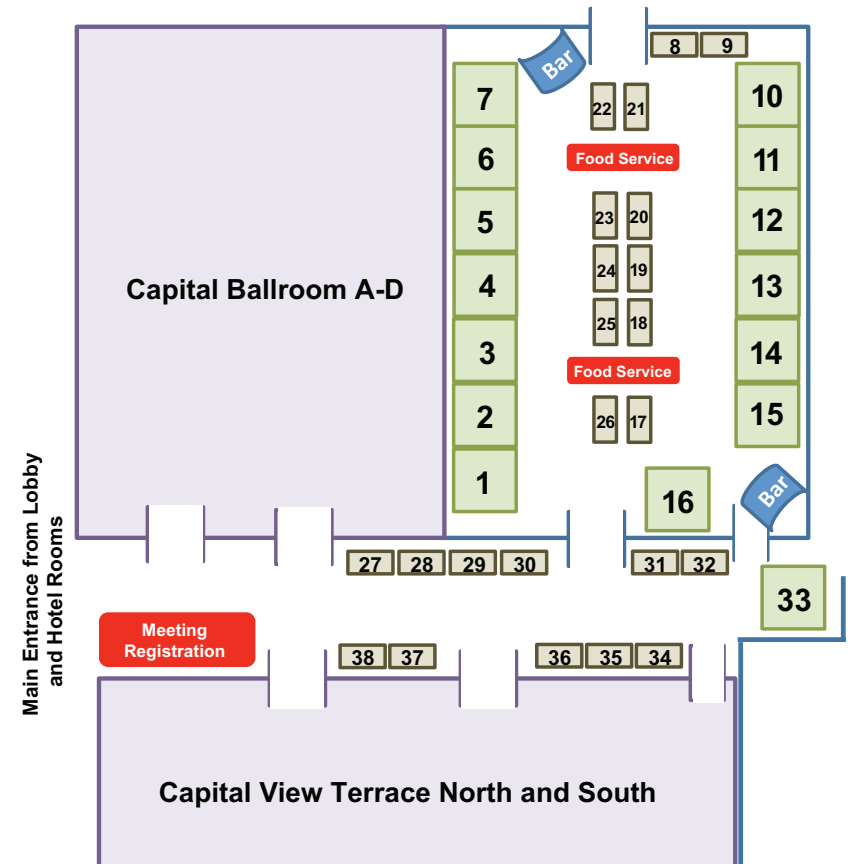 8 9
Bar
7
22 21
10
Food Service
6
11
5
23 20
12
Capital Ballroom A-D
4
24 19
13
25 18
3
14
Food Service
2
26 17
15
1
16
Bar
Main Entrance from Lobby
and Hotel Rooms
27 28 29 30
31 32
33
Meeting
Registration
38 37
36 35 34
Capital View Terrace North and South